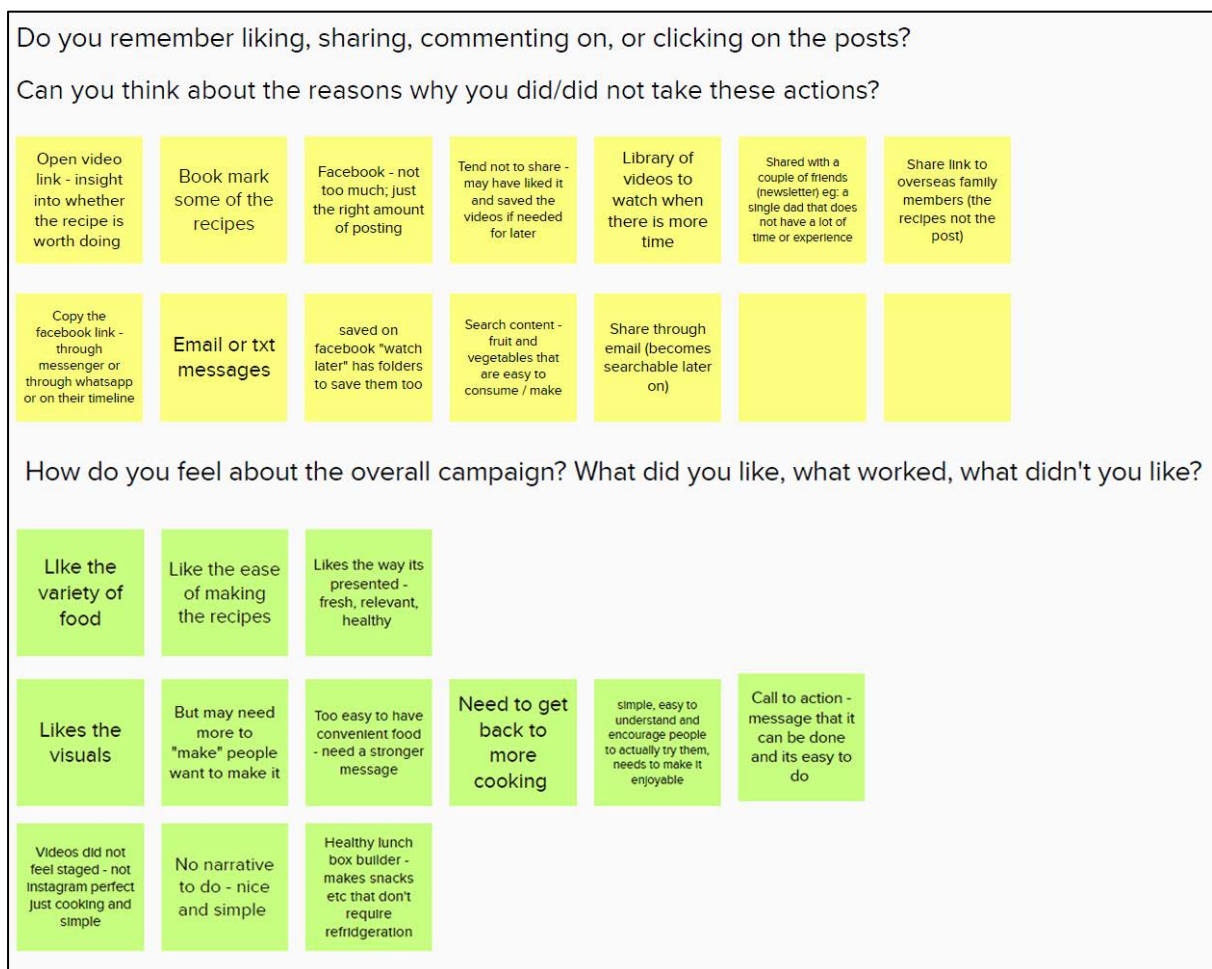 Do you remember liking, sharing, commenting on, or clicking on the posts?
Can you think about the reasons why you did/did not take these actions?
Open video
link - insight
into whether
the recipe is
worth doing
Book mark
some of the
recipes
Facebook - not
too much; just
the right amount
of posting
Tend not to share -
may have liked it
and saved the
videos if needed
for later
Library of
videos to
watch when
there is more
time
Shared with a
couple of friends
(newsletter) eg: a
single dad that does
not have a lot of
time or experience
Share link to
overseas family
members (the
recipes not the
post)
Copy the
facebook link -
through
messenger or
through whatsapp
or on their timeline
Email or txt
messages
saved on
facebook "watch
later" has folders
to save them too
Search content -
fruit and
vegetables that
are easy to
consume / make
Share through
email (becomes
searchable later
on)
How do you feel about the overall campaign? What did you like, what worked, what didn't you like?
LIke the
variety of
food
Like the ease
of making
the recipes
Likes the way its
presented -
fresh, relevant,
healthy
Likes the
visuals
But may need
more to
"make" people
want to make it
Too easy to have
convenient food
- need a stronger
message
Need to get
back to
more
cooking
simple, easy to
understand and
encourage people
to actually try them,
needs to make it
enjoyable
Call to action -
message that it
can be done
and its easy to
do
Videos did not
feel staged - not
instagram perfect
just cooking and
simple
No narrative
to do - nice
and simple
Healthy lunch
box builder -
makes snacks
etc that don't
require
refridgeration